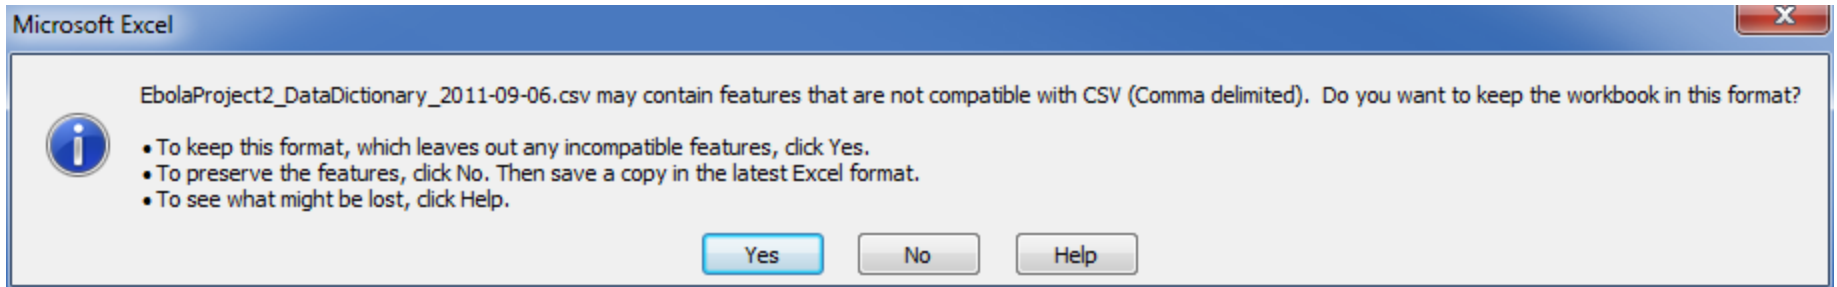 Microsoft Excel
EbolaProject2_DataDictionary_2011-09-06.csv may contain features that are not compatible with CSV (Comma delimited).  Do you want to keep the workbook in this format?
• To keep this format, which leaves out any incompatible features, click Yes.
• To preserve the features, click No. Then save a copy in the latest Excel format.
• To see what might be lost, click Help.
Yes No Help